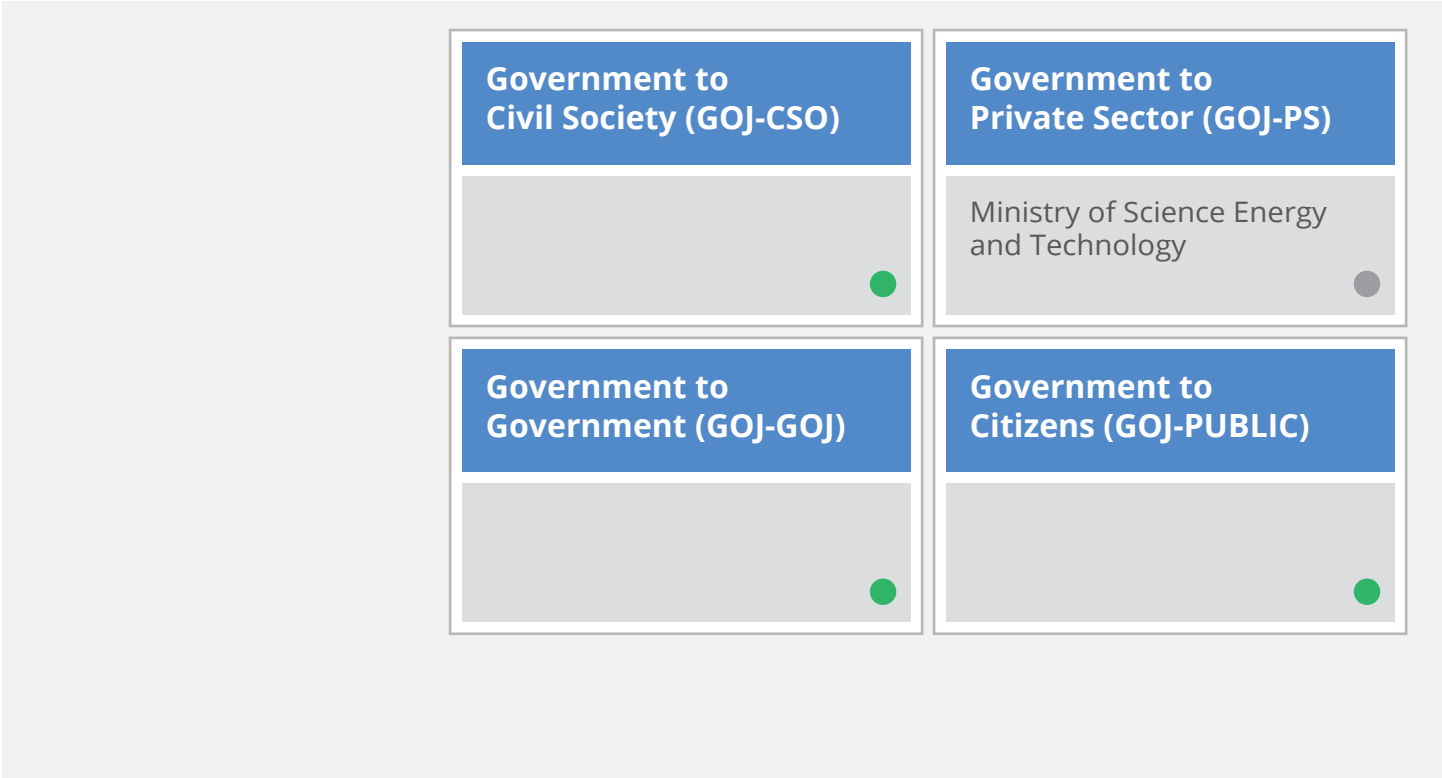 Government to
Civil Society (GOJ-CSO)
Government to
Private Sector (GOJ-PS)
Ministry of Science Energy
and Technology
Government to
Government (GOJ-GOJ)
Government to
Citizens (GOJ-PUBLIC)